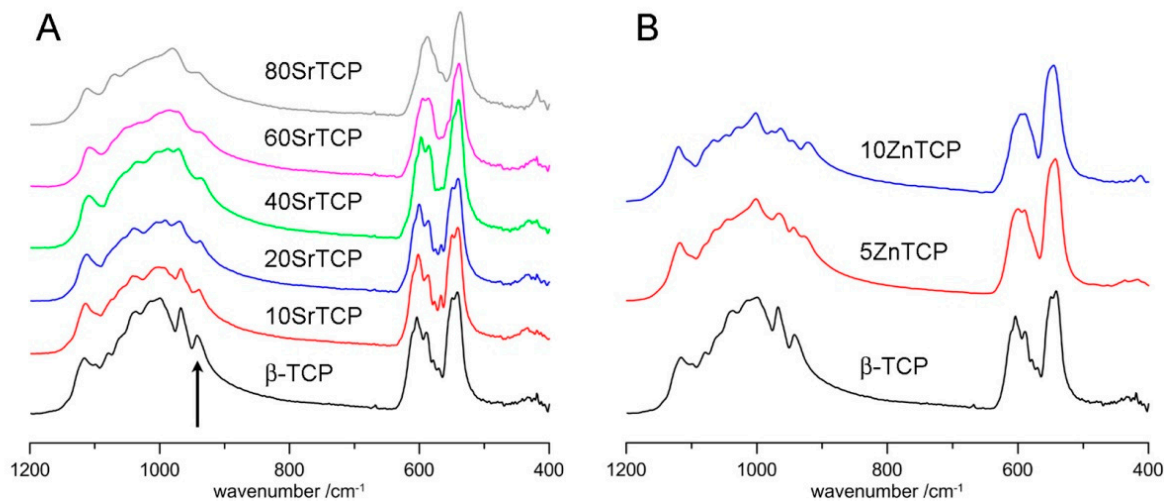 A
80SrTCP
60SrTCP
40SrTCP
20SrTCP
10SrTCP
β-TCP
1200 1000 800 600 400
wavenumber /cm-1
B
10ZnTCP
5ZnTCP
β-TCP
1200 1000 800 600 400
wavenumber /cm-1